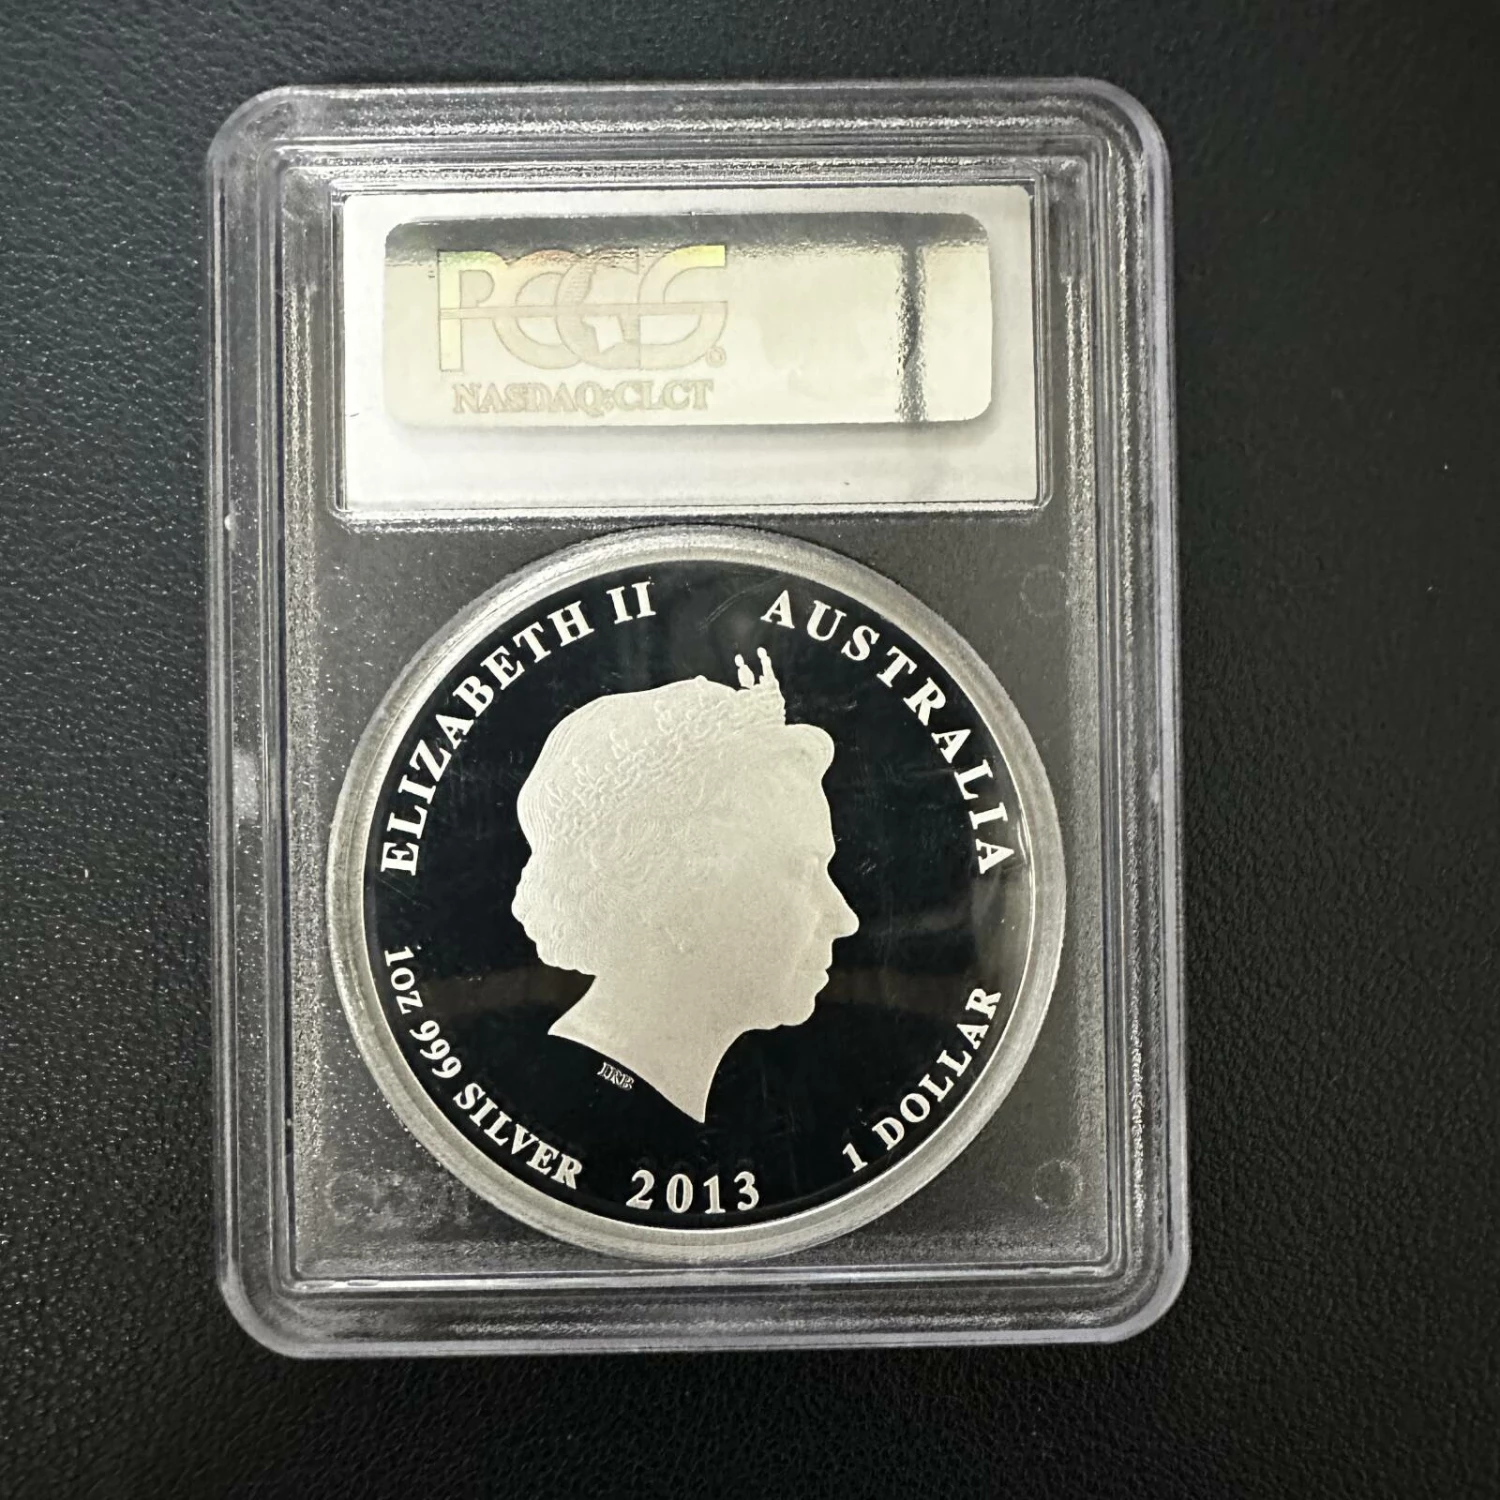 PCGS
NASDAQ:CLCT
ELIZABETH II
AUSTRALIA
1OZ 999 SILVER
2013
1 DOLLAR
IRB